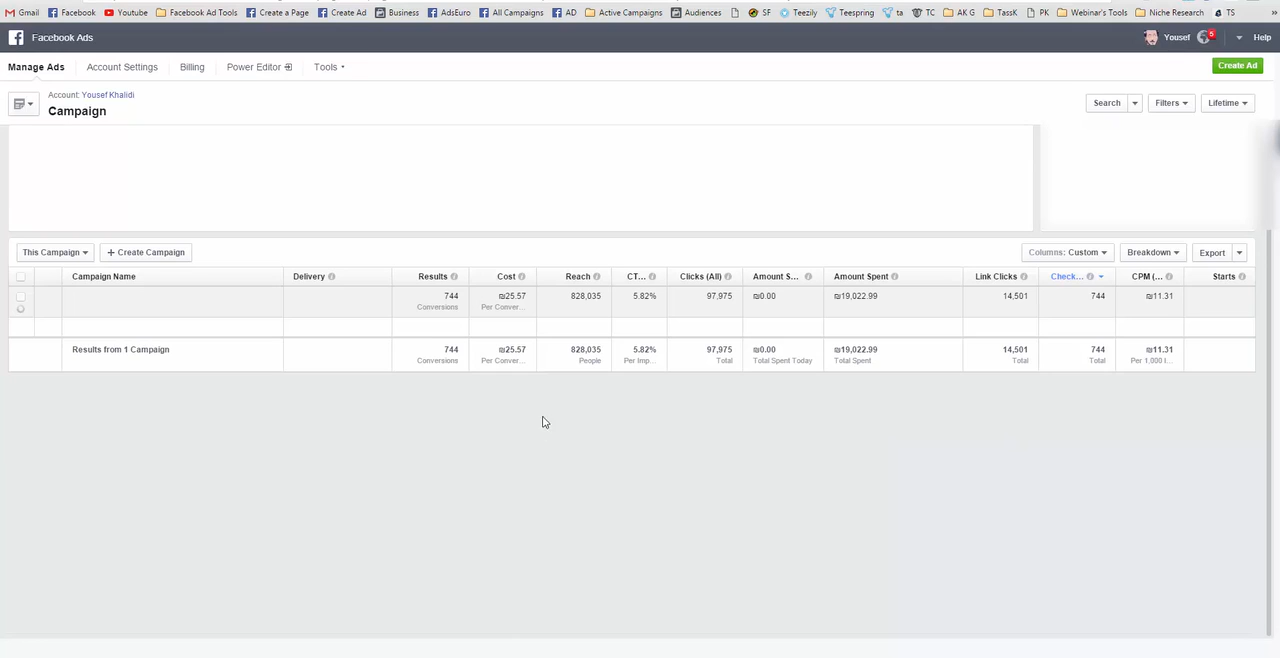 Gmail Facebook Youtube Facebook Ad Tools Create a Page Create Ad Business AdsEuro All Campaigns AD Active Campaigns Audiences SF Teezily Teespring ta TC AK G TassK PK Webinar's Tools Niche Research TS »
Facebook Ads Yousef 5 Help
Manage Ads Account Settings Billing Power Editor Tools Create Ad
Account: Yousef Khalidi
Campaign Search Filters Lifetime
This Campaign + Create Campaign Columns: Custom Breakdown Export
Campaign Name Delivery Results Cost Reach CT... Clicks (All) Amount S... Amount Spent Link Clicks Check... CPM (... Starts
744 ₪25.57 828,035 5.82% 97,975 ₪0.00 ₪19,022.99 14,501 744 ₪11.31
Conversions Per Conver...
Results from 1 Campaign 744 ₪25.57 828,035 5.82% 97,975 ₪0.00 ₪19,022.99 14,501 744 ₪11.31
Conversions Per Conver... People Per Imp... Total Total Spent Today Total Spent Total Total Per 1,000 I...